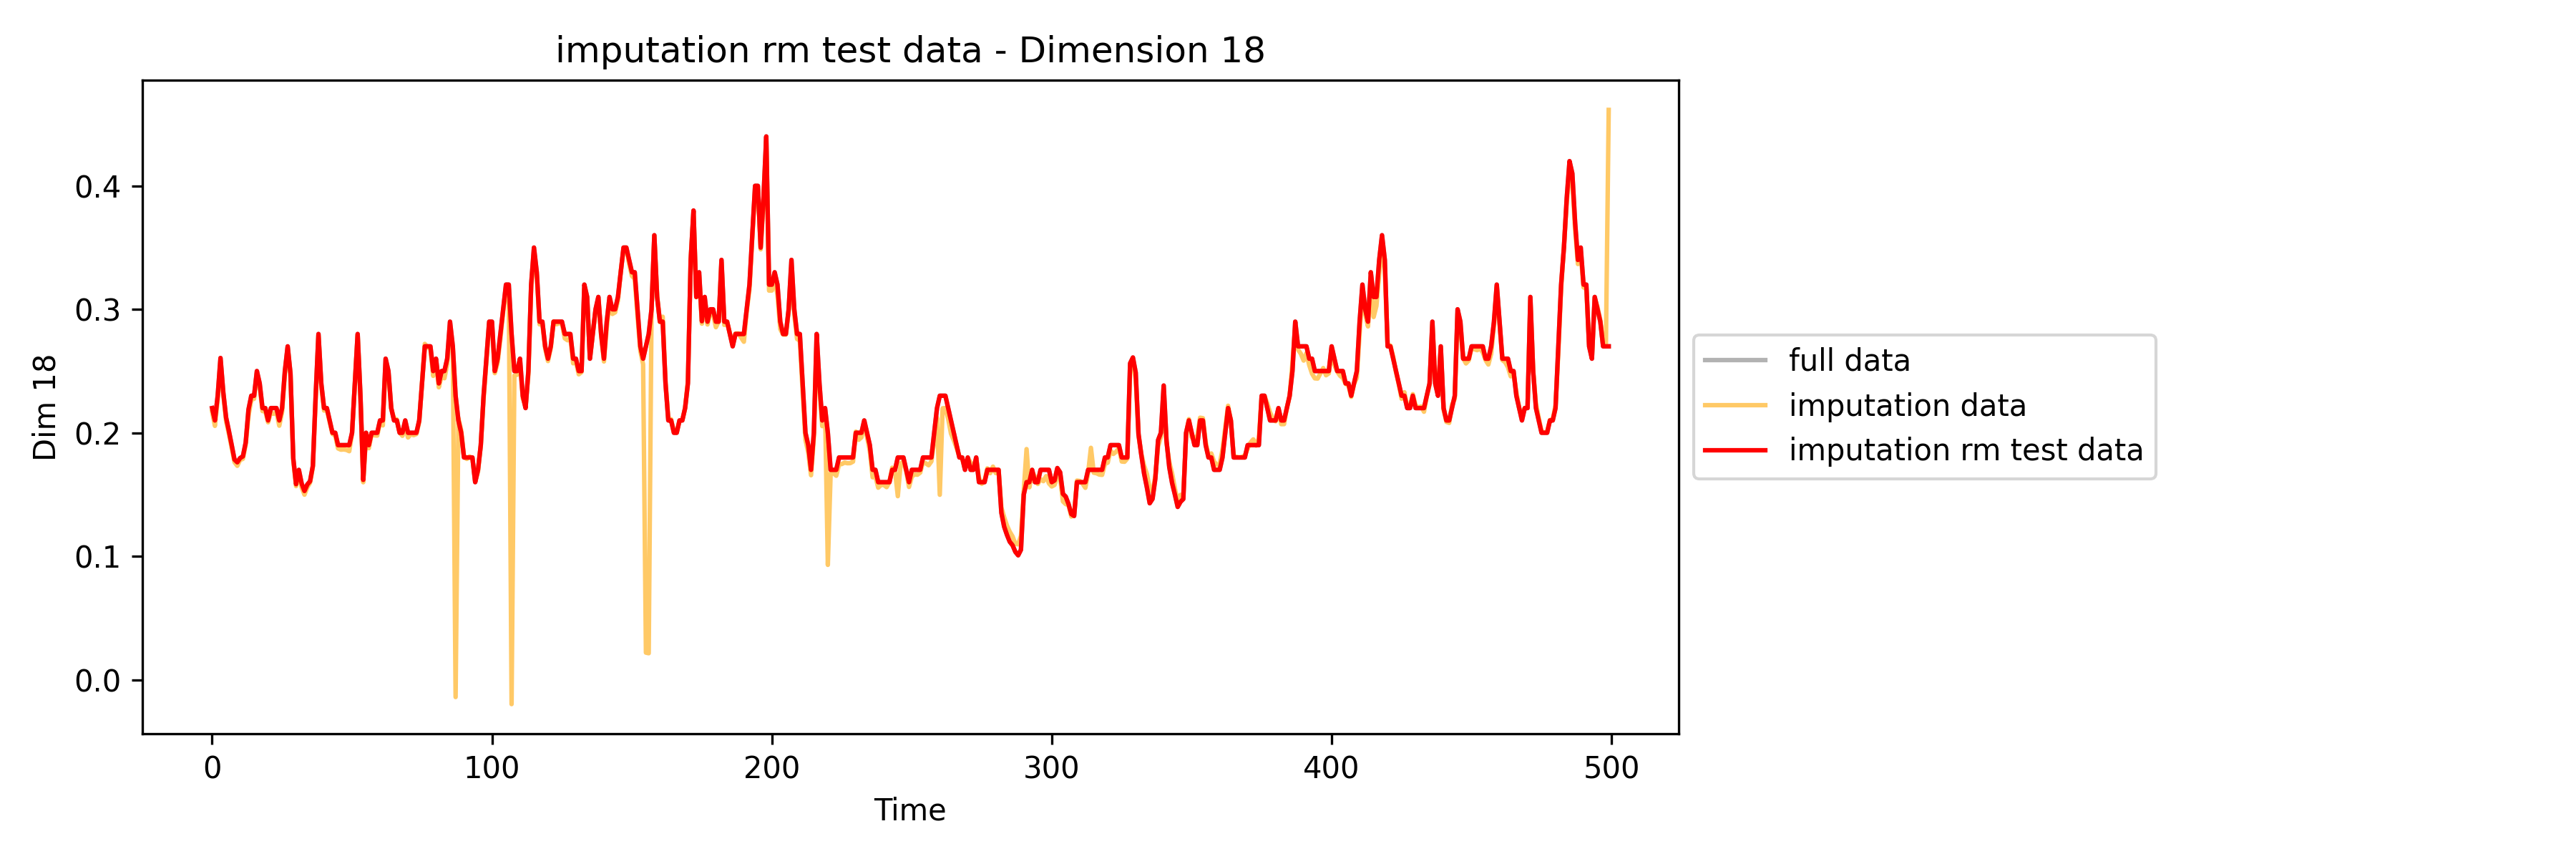 imputation rm test data - Dimension 18
Dim 18
0.4
0.3
0.2
0.1
0.0
0 100 200 300 400 500
Time
full data
imputation data
imputation rm test data